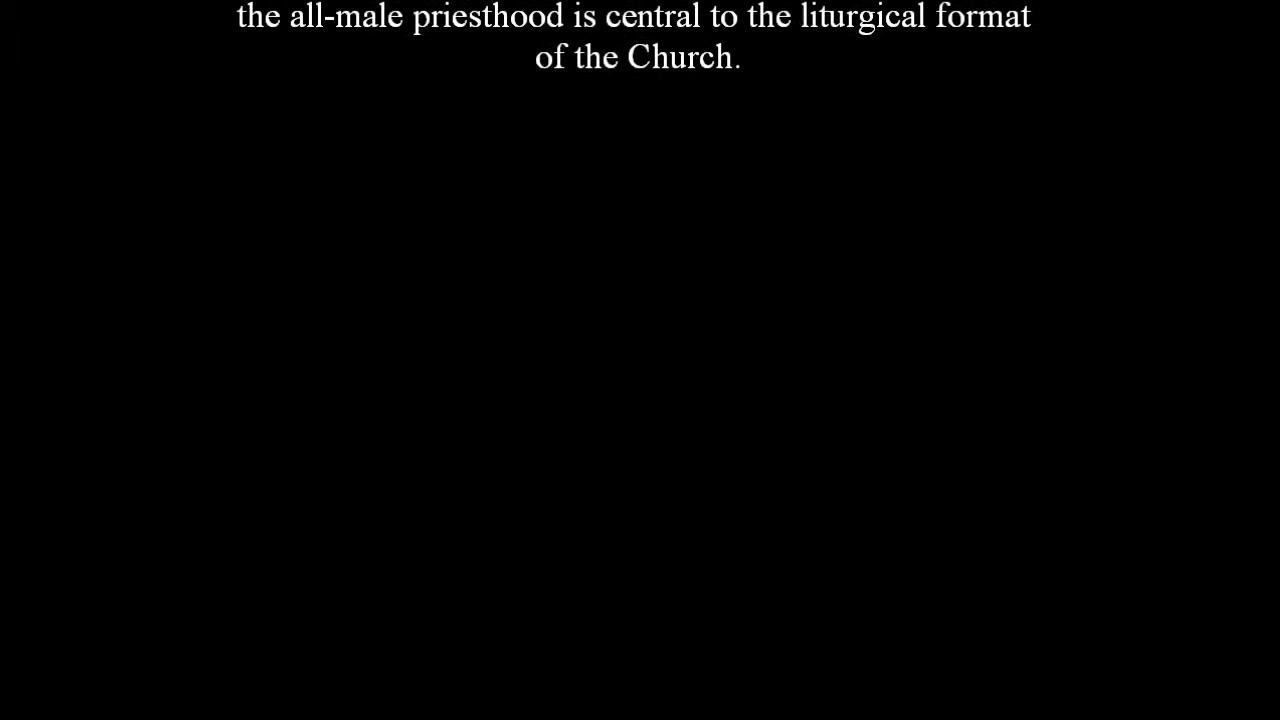 the all-male priesthood is central to the liturgical format
of the Church.